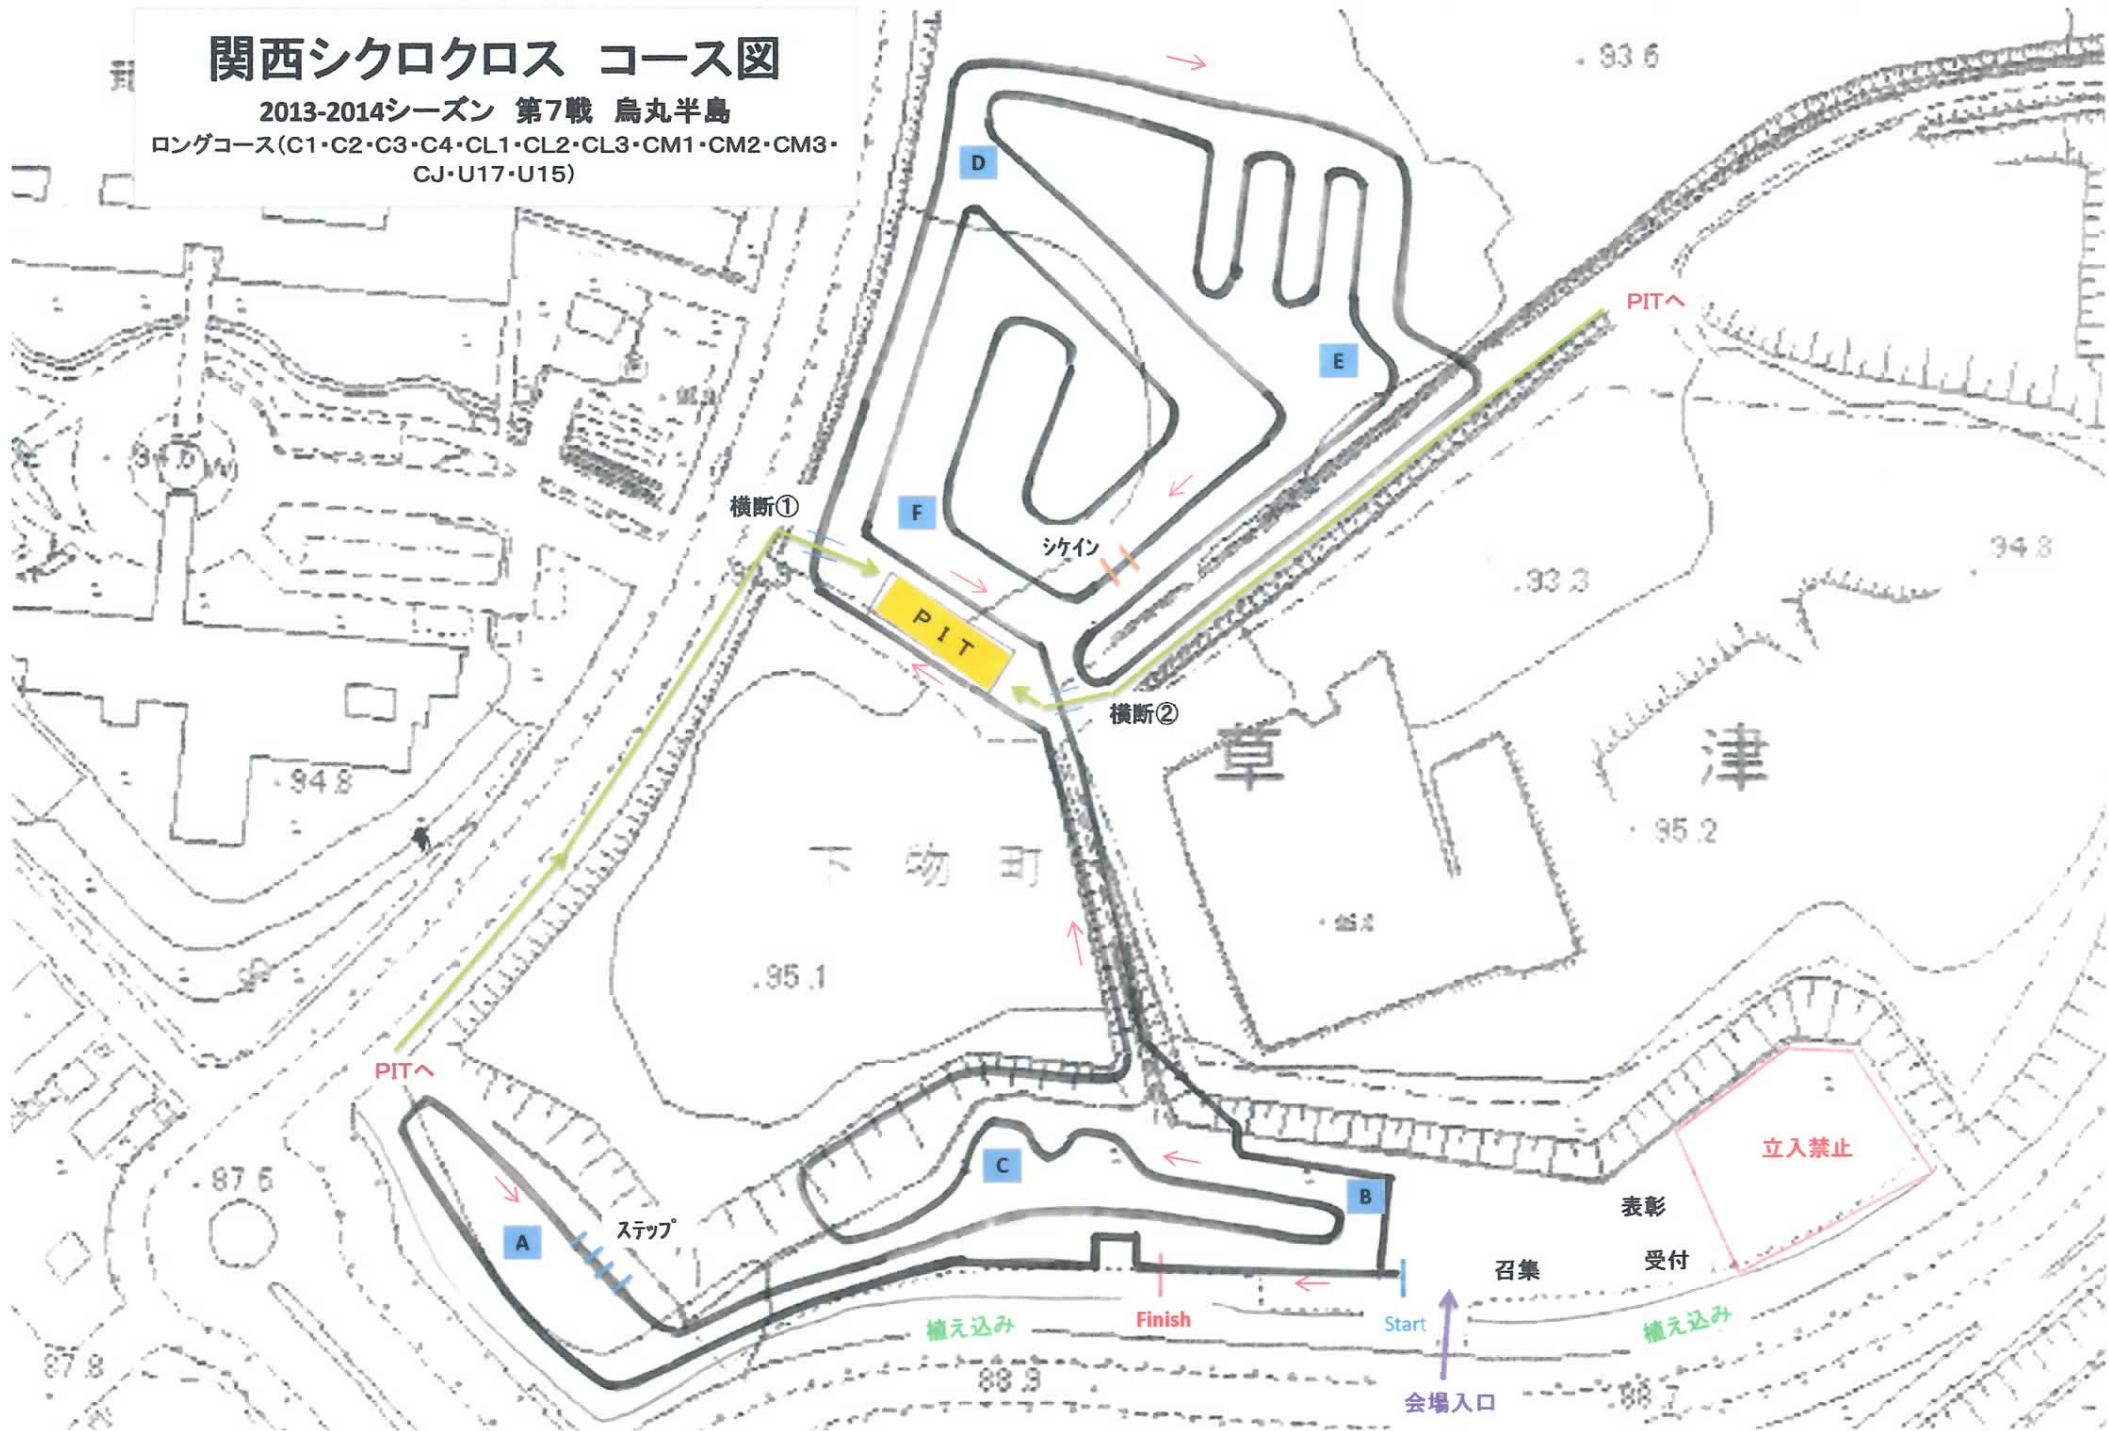 関西シクロクロス コース図
2013-2014シーズン 第7戦 烏丸半島
ロングコース(C1・C2・C3・C4・CL1・CL2・CL3・CM1・CM2・CM3・
CJ・U17・U15)
93.6
D
PITへ
E
横断①
F
シケイン
94.8
93.3
PIT
横断②
草津
94.8
95.2
下物町
95.1
PITへ
立入禁止
C
87.6
B
表彰
ステップ
A
受付
召集
Finish
Start
植え込み
植え込み
87.8
88.9
会場入口
88.7